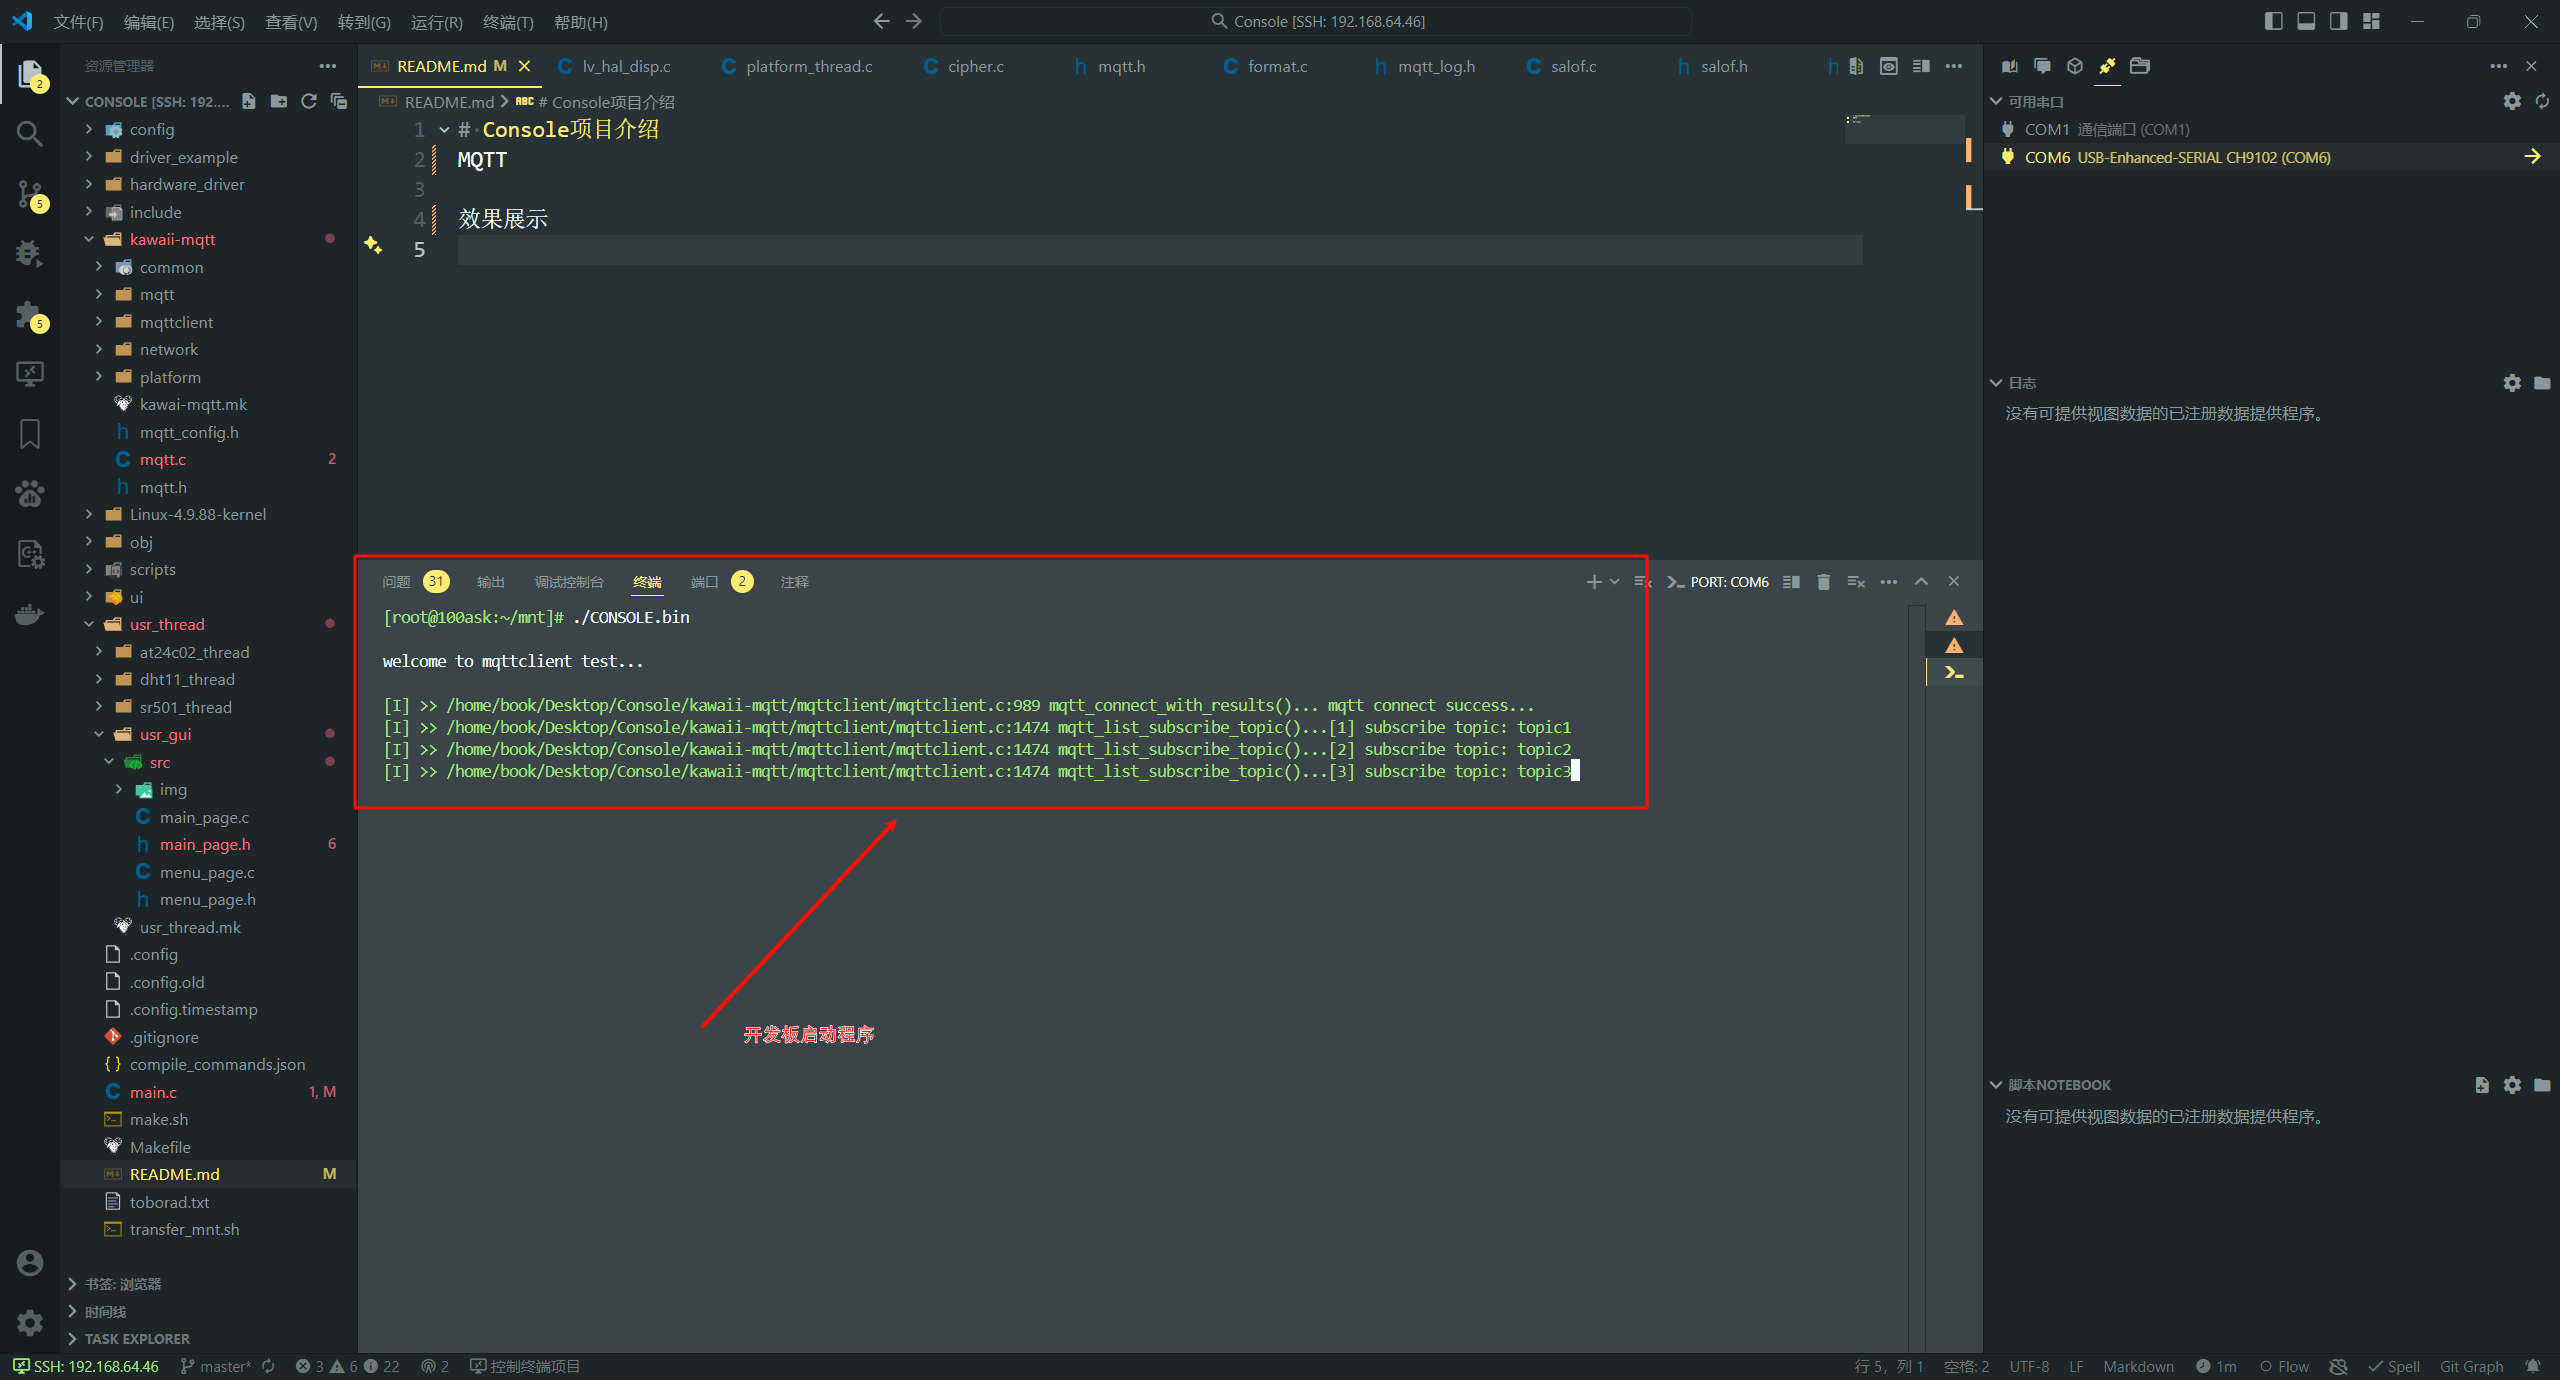 文件(F) 编辑(E) 选择(S) 查看(V) 转到(G) 运行(R) 终端(T) 帮助(H)
Console [SSH: 192.168.64.46]
资源管理器
CONSOLE [SSH: 192....
config
driver_example
hardware_driver
include
kawaii-mqtt
common
mqtt
mqttclient
network
platform
kawai-mqtt.mk
mqtt_config.h
mqtt.c 2
mqtt.h
Linux-4.9.88-kernel
obj
scripts
ui
usr_thread
at24c02_thread
dht11_thread
sr501_thread
usr_gui
src
img
main_page.c
main_page.h 6
menu_page.c
menu_page.h
usr_thread.mk
.config
.config.old
.config.timestamp
.gitignore
compile_commands.json
main.c 1, M
make.sh
Makefile
README.md M
toborad.txt
transfer_mnt.sh
书签: 浏览器
时间线
TASK EXPLORER
2
5
5
README.md M lv_hal_disp.c platform_thread.c cipher.c mqtt.h format.c mqtt_log.h salof.c salof.h
README.md > # Console项目介绍
1 # Console项目介绍
2 MQTT
3
4 效果展示
5
问题 31 输出 调试控制台 终端 端口 2 注释
PORT: COM6
[root@100ask:~/mnt]# ./CONSOLE.bin
welcome to mqttclient test...
[I] >> /home/book/Desktop/Console/kawaii-mqtt/mqttclient/mqttclient.c:989 mqtt_connect_with_results()... mqtt connect success...
[I] >> /home/book/Desktop/Console/kawaii-mqtt/mqttclient/mqttclient.c:1474 mqtt_list_subscribe_topic()...[1] subscribe topic: topic1
[I] >> /home/book/Desktop/Console/kawaii-mqtt/mqttclient/mqttclient.c:1474 mqtt_list_subscribe_topic()...[2] subscribe topic: topic2
[I] >> /home/book/Desktop/Console/kawaii-mqtt/mqttclient/mqttclient.c:1474 mqtt_list_subscribe_topic()...[3] subscribe topic: topic3
开发板启动程序
可用串口
COM1 通信端口 (COM1)
COM6 USB-Enhanced-SERIAL CH9102 (COM6)
日志
没有可提供视图数据的已注册数据提供程序。
脚本NOTEBOOK
没有可提供视图数据的已注册数据提供程序。
SSH: 192.168.64.46 master* 3 6 22 2 控制终端项目
行 5，列 1 空格: 2 UTF-8 LF Markdown 1m Flow Spell Git Graph